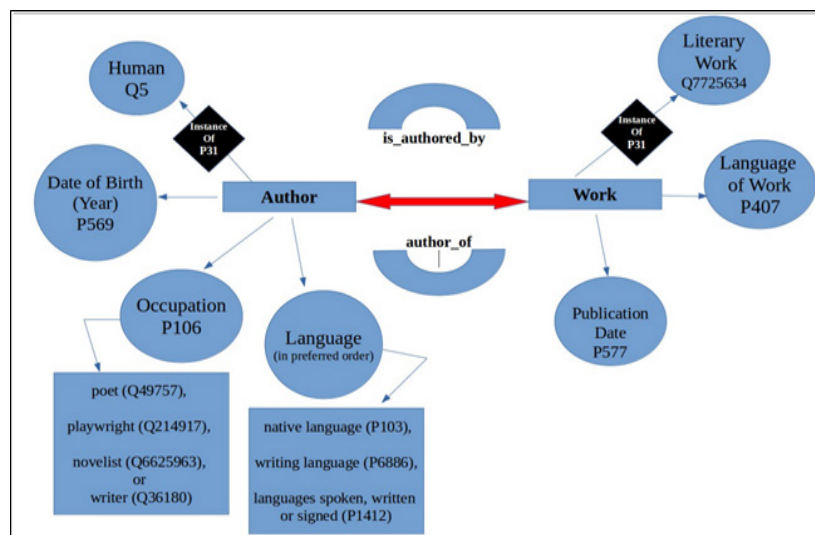 Human
Q5
Instance
Of
P31
Date of Birth
(Year)
P569
Author
is_authored_by
author_of
Literary
Work
Q7725634
Instance
Of
P31
Work
Language
of Work
P407
Publication
Date
P577
Occupation
P106
Language
(in preferred order)
poet (Q49757),
playwright (Q214917),
novelist (Q6625963),
or
writer (Q36180)
native language (P103),
writing language (P6886),
languages spoken, written
or signed (P1412)